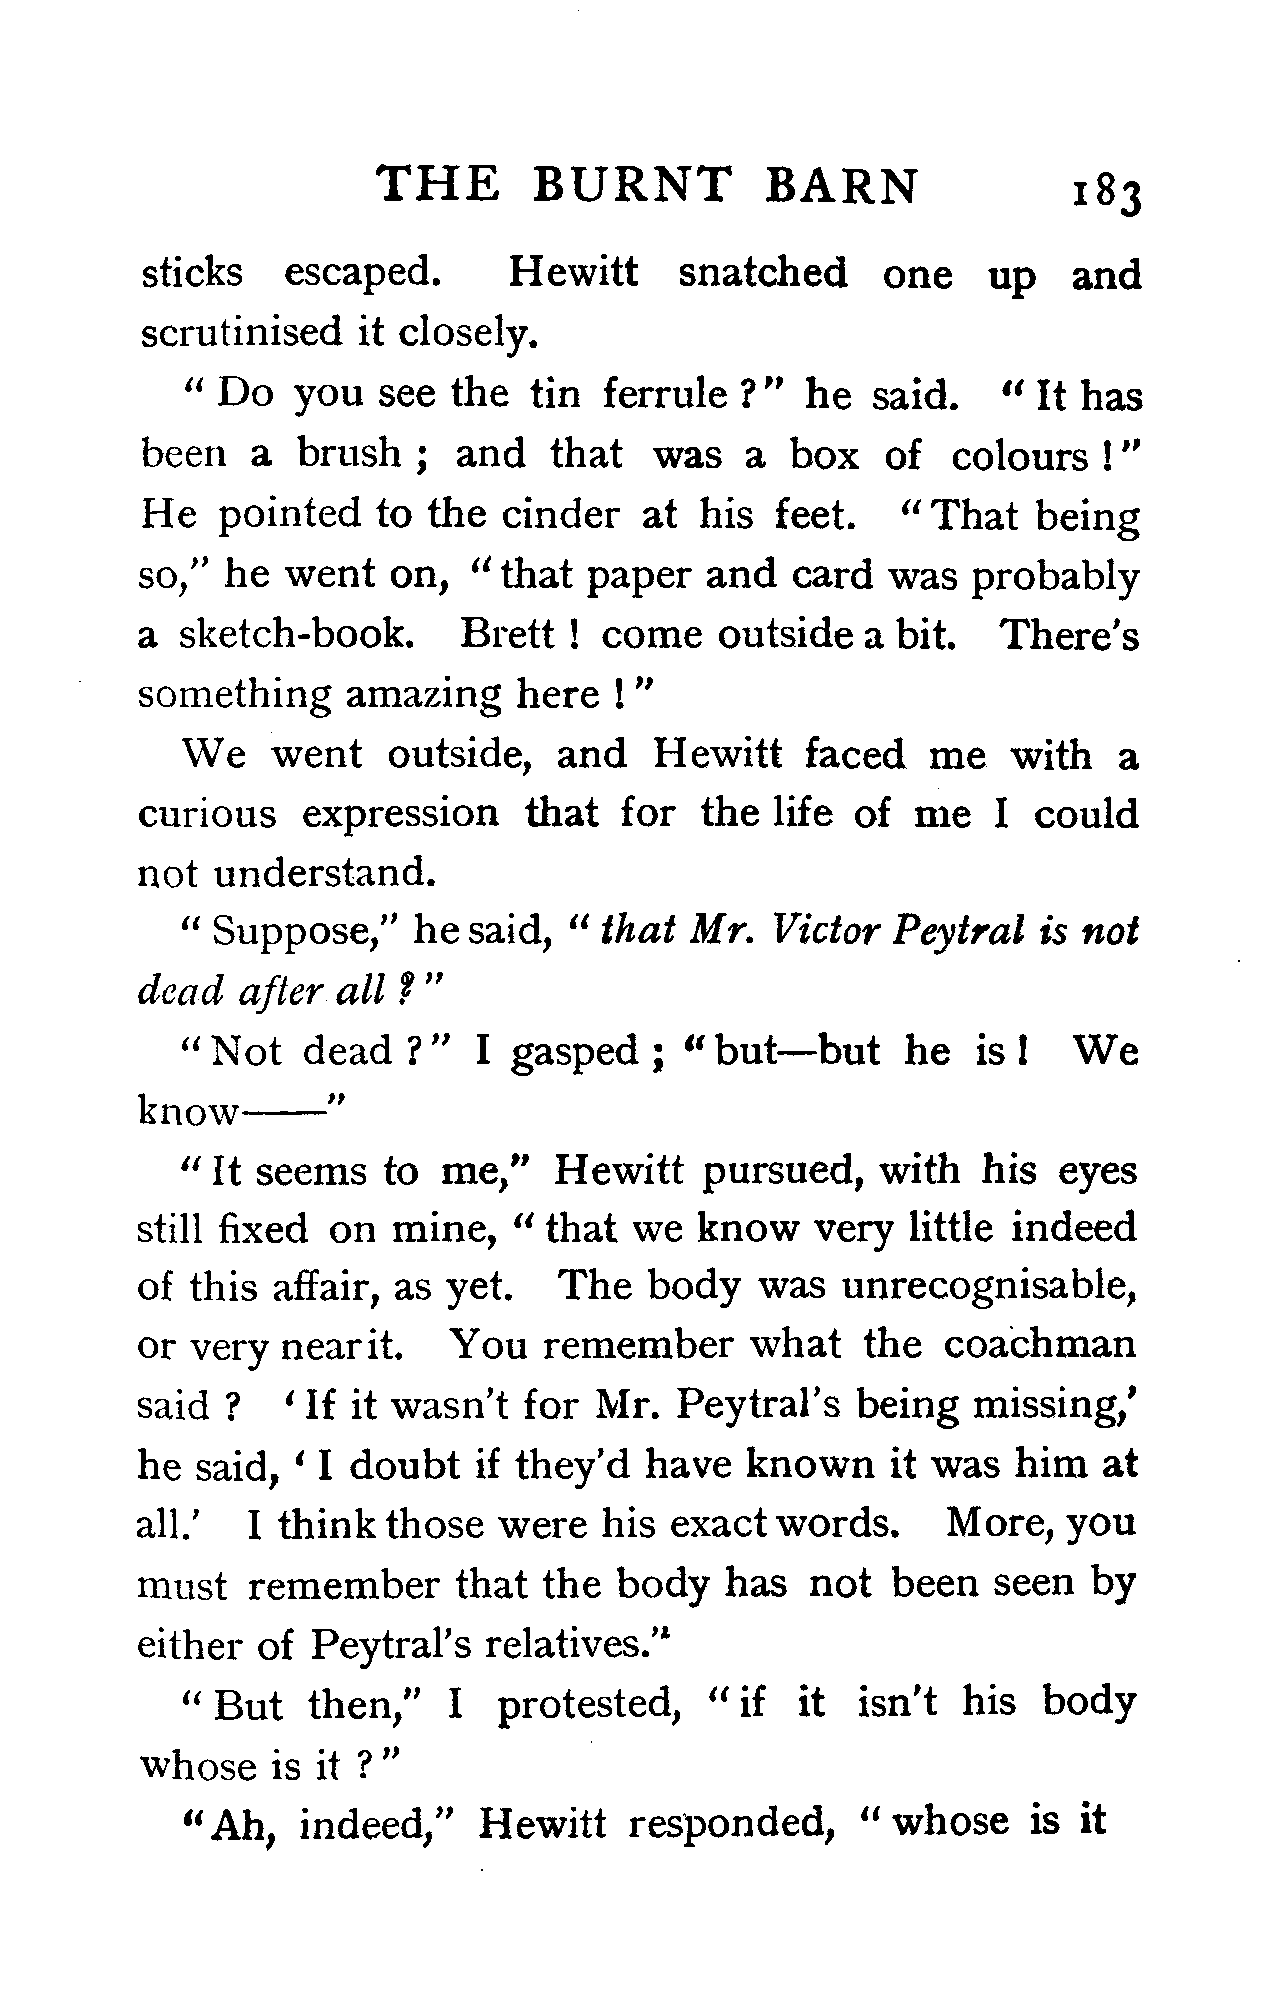 THE BURNT BARN 183
sticks escaped. Hewitt snatched one up and
scrutinised it closely.
" Do you see the tin ferrule ?" he said. " It has
been a brush ; and that was a box of colours !"
He pointed to the cinder at his feet. " That being
so," he went on, " that paper and card was probably
a sketch-book. Brett ! come outside a bit. There's
something amazing here ! "
We went outside, and Hewitt faced me with a
curious expression that for the life of me I could
not understand.
" Suppose," he said, " that Mr. Victor Peytral is not
dead after all ? "
" Not dead ? " I gasped ; " but—but he is ! We
know——"
" It seems to me," Hewitt pursued, with his eyes
still fixed on mine, " that we know very little indeed
of this affair, as yet. The body was unrecognisable,
or very near it. You remember what the coachman
said ? ' If it wasn't for Mr. Peytral's being missing,'
he said, ' I doubt if they'd have known it was him at
all.' I think those were his exact words. More, you
must remember that the body has not been seen by
either of Peytral's relatives."
" But then," I protested, " if it isn't his body
whose is it ? "
" Ah, indeed," Hewitt responded, " whose is it